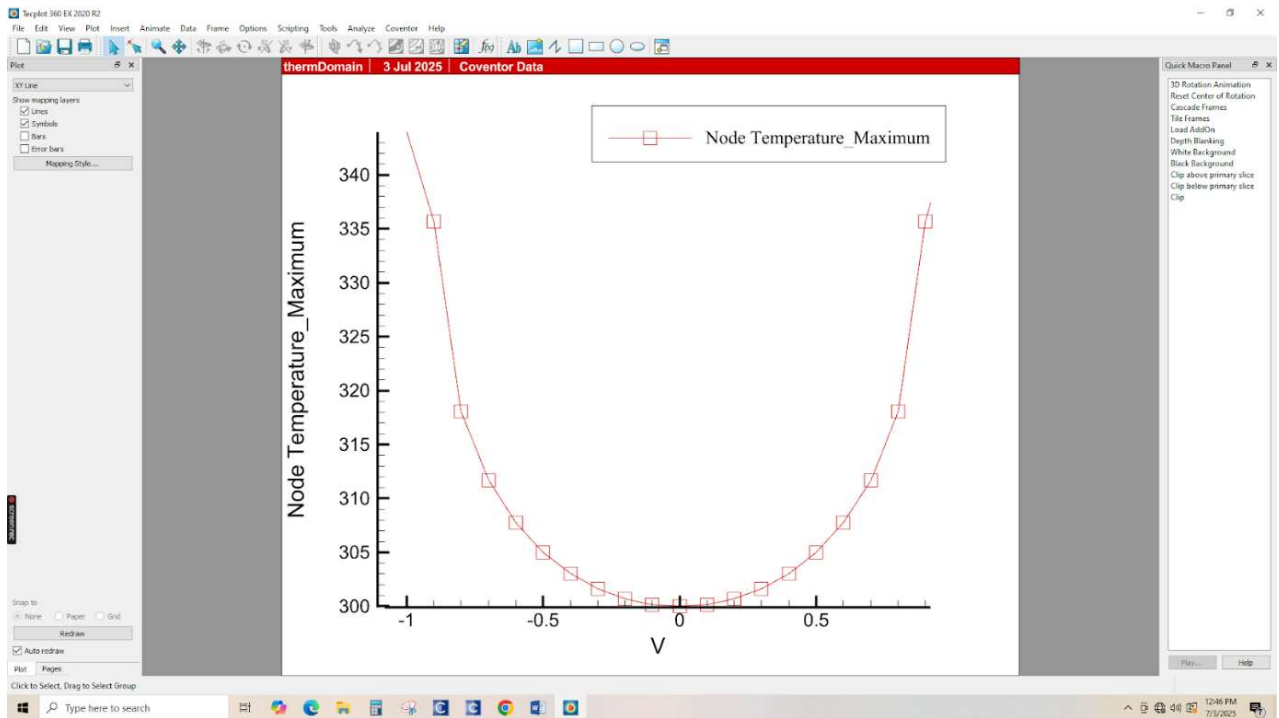 Tecplot 360 EX 2020 R2
File Edit View Plot Insert Animate Data Frame Options Scripting Tools Analyze Coventor Help
Plot
XY Line
Show mapping layers
Lines
Symbols
Bars
Error bars
Mapping Style...
Snap to
None Paper Grid
Redraw
Auto redraw
Plot Pages
Click to Select, Drag to Select Group
thermDomain | 3 Jul 2025 | Coventor Data
Node Temperature_Maximum
Node Temperature_Maximum
340
335
330
325
320
315
310
305
300
-1 -0.5 0 0.5
V
Quick Macro Panel
3D Rotation Animation
Reset Center of Rotation
Cascade Frames
Tile Frames
Load AddOn
Depth Blanking
White Background
Black Background
Clip above primary slice
Clip below primary slice
Clip
Play... Help
Type here to search
12:46 PM
7/3/2025